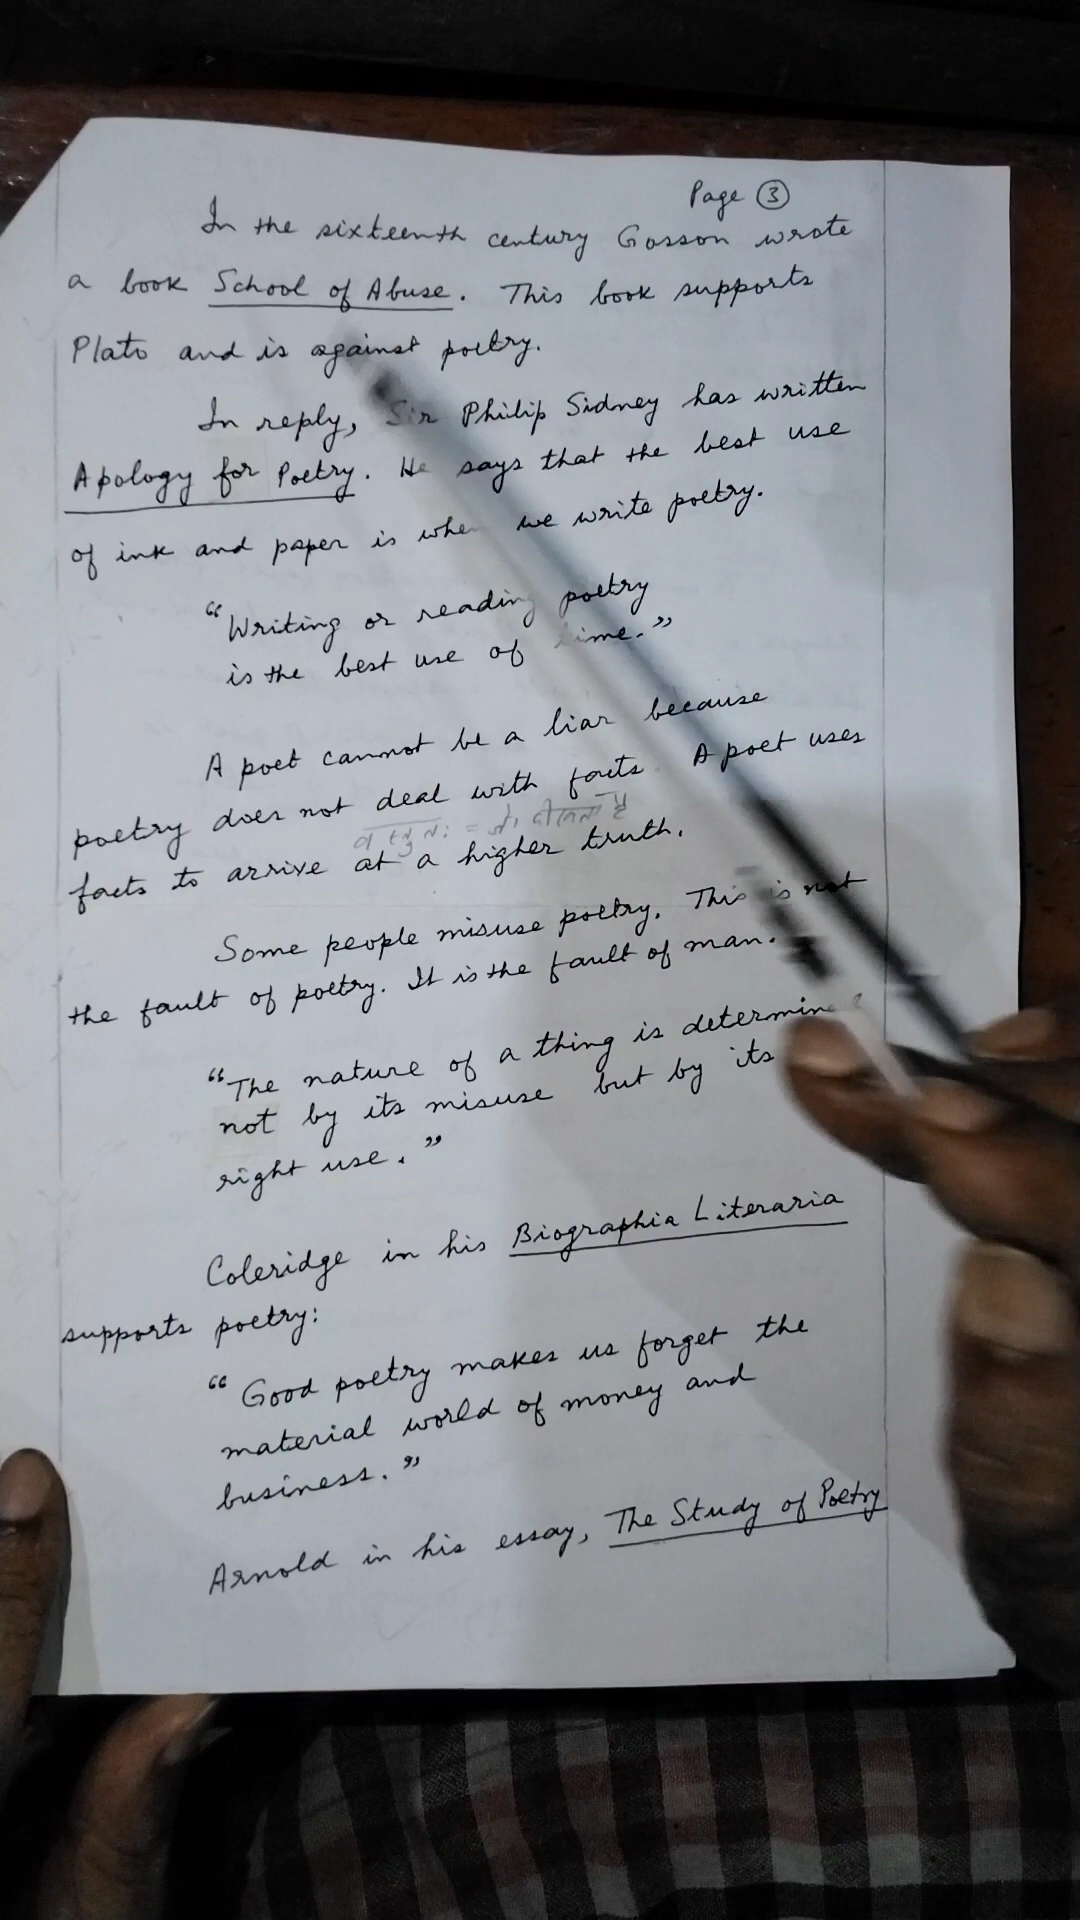 Page 3
In the sixteenth century Gosson wrote
a book School of Abuse. This book supports
Plato and is against poetry.
In reply, Sir Philip Sidney has written
Apology for Poetry. He says that the best use
of ink and paper is when we write poetry.
"Writing or reading poetry
is the best use of time."
A poet cannot be a liar because
poetry does not deal with facts. A poet uses
facts to arrive at a higher truth.
Some people misuse poetry. This is not
the fault of poetry. It is the fault of man.
"The nature of a thing is determined
not by its misuse but by its
right use."
Coleridge in his Biographia Literaria
supports poetry:
"Good poetry makes us forget the
material world of money and
business."
Arnold in his essay, The Study of Poetry